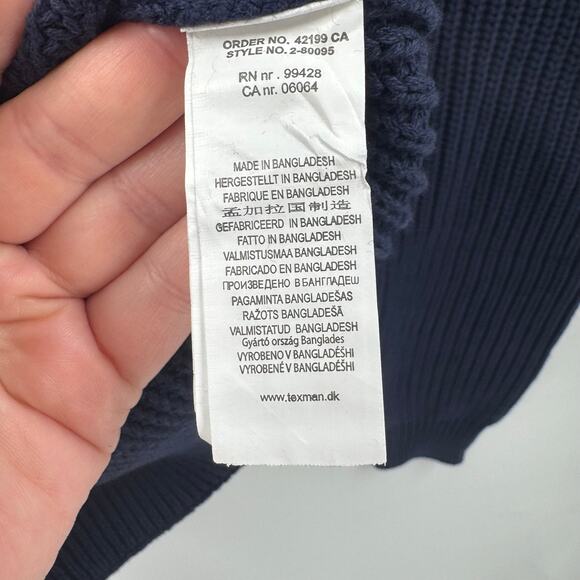 ORDER NO. 42199 CA
STYLE NO. 2-80095
RN nr . 99428
CA nr. 06064
MADE IN BANGLADESH
HERGESTELLT IN BANGLADESH
FABRIQUE EN BANGLADESH
孟加拉国制造
GEFABRICEERD IN BANGLADESH
FATTO IN BANGLADESH
VALMISTUSMAA BANGLADESH
FABRICADO EN BANGLADESH
ПРОИЗВЕДЕНО В БАНГЛАДЕШ
PAGAMINTA BANGLADEŠAS
RAŽOTS BANGLADEŠĀ
VALMISTATUD BANGLADESH
Gyártó ország Banglades
VYROBENO V BANGLADÉŠHI
VYROBENÉ V BANGLADÉŠHI
www.texman.dk